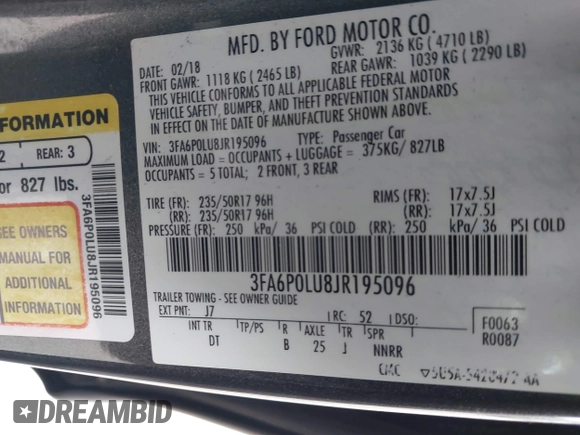 MFD. BY FORD MOTOR CO.
DATE: 02/18 GVWR: 2136 KG (4710 LB)
FRONT GAWR: 1118 KG (2465 LB) REAR GAWR: 1039 KG (2290 LB)
THIS VEHICLE CONFORMS TO ALL APPLICABLE FEDERAL MOTOR
VEHICLE SAFETY, BUMPER, AND THEFT PREVENTION STANDARDS
IN EFFECT ON THE DATE OF MANUFACTURE SHOWN ABOVE.
VIN: 3FA6P0LU8JR195096 TYPE: Passenger Car
MAXIMUM LOAD = OCCUPANTS + LUGGAGE = 375KG/ 827LB
OCCUPANTS = 5 TOTAL; 2 FRONT, 3 REAR
TIRE (FR): 235/50R17 96H RIMS (FR): 17x7.5J
(RR): 235/50R17 96H (RR): 17x7.5J
PRESSURE (FR): 250 kPa/ 36 PSI COLD (RR): 250 kPa/ 36 PSI COLD
3FA6P0LU8JR195096
TRAILER TOWING - SEE OWNER GUIDE
EXT PNT: J7 RC: 52 DSO:
INT TR TP/PS R AXLE TR SPR
DT B 25 J NNRR
F0063
R0087
CMC
FORMATION
2 REAR: 3
or 827 lbs.
SEE OWNERS
MANUAL FOR
ADDITIONAL
INFORMATION
3FA6P0LU8JR195096
DREAMBID